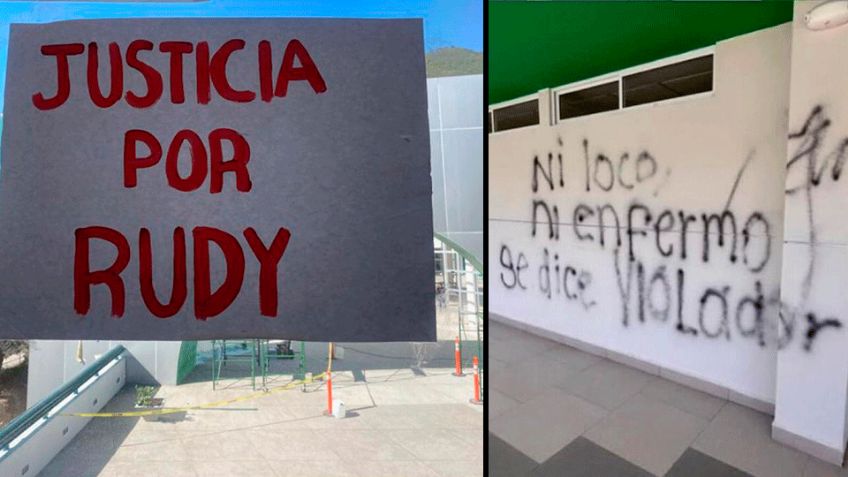 JUSTICIA
POR
RUDY
Ni loco,
Ni enfermo
se dice Violador